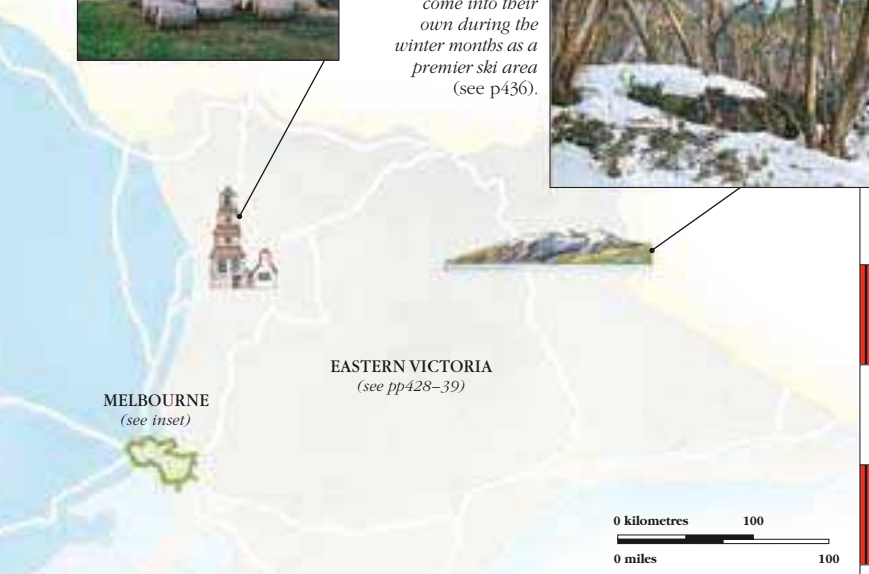 come into their
own during the
winter months as a
premier ski area
(see p436).
EASTERN VICTORIA
(see pp428–39)
MELBOURNE
(see inset)
0 kilometres 100
0 miles 100